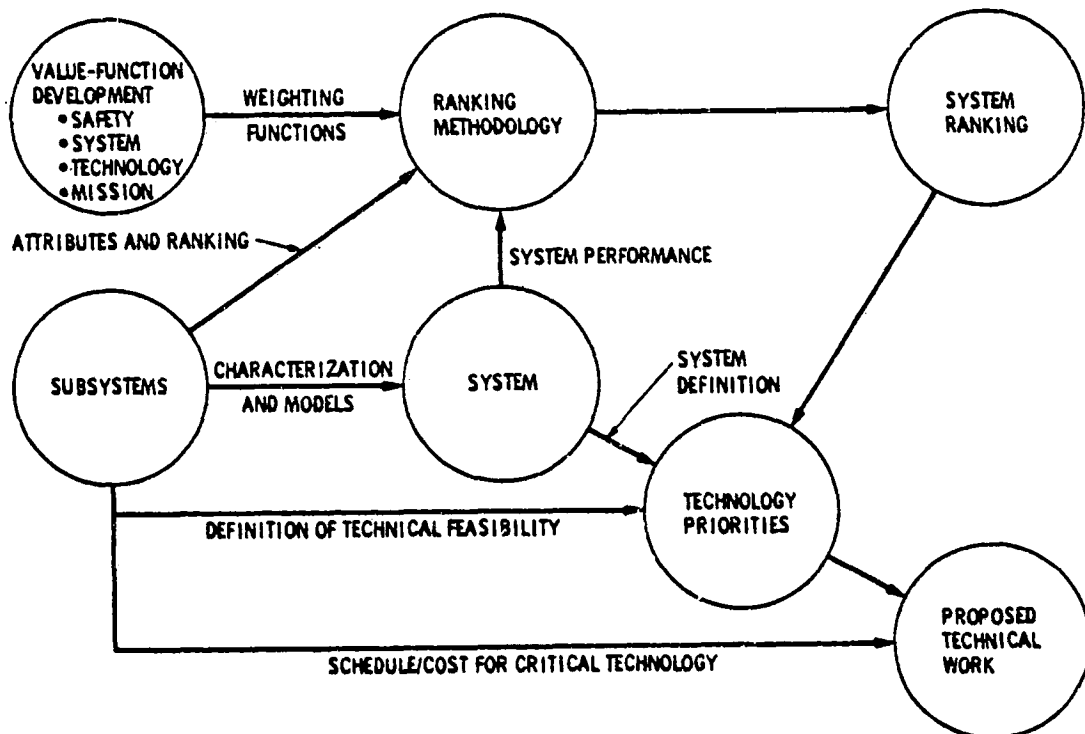 VALUE-FUNCTION
DEVELOPMENT
• SAFETY
• SYSTEM
• TECHNOLOGY
• MISSION
WEIGHTING
FUNCTIONS
RANKING
METHODOLOGY
SYSTEM
RANKING
ATTRIBUTES AND RANKING
SYSTEM PERFORMANCE
SUBSYSTEMS
CHARACTERIZATION
AND MODELS
SYSTEM
SYSTEM
DEFINITION
TECHNOLOGY
PRIORITIES
DEFINITION OF TECHNICAL FEASIBILITY
PROPOSED
TECHNICAL
WORK
SCHEDULE/COST FOR CRITICAL TECHNOLOGY